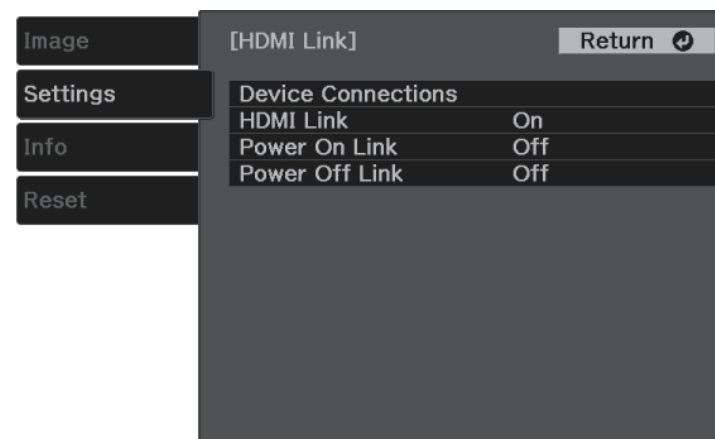 Image
Settings
Info
Reset
[HDMI Link]
Return
Device Connections
HDMI Link On
Power On Link Off
Power Off Link Off